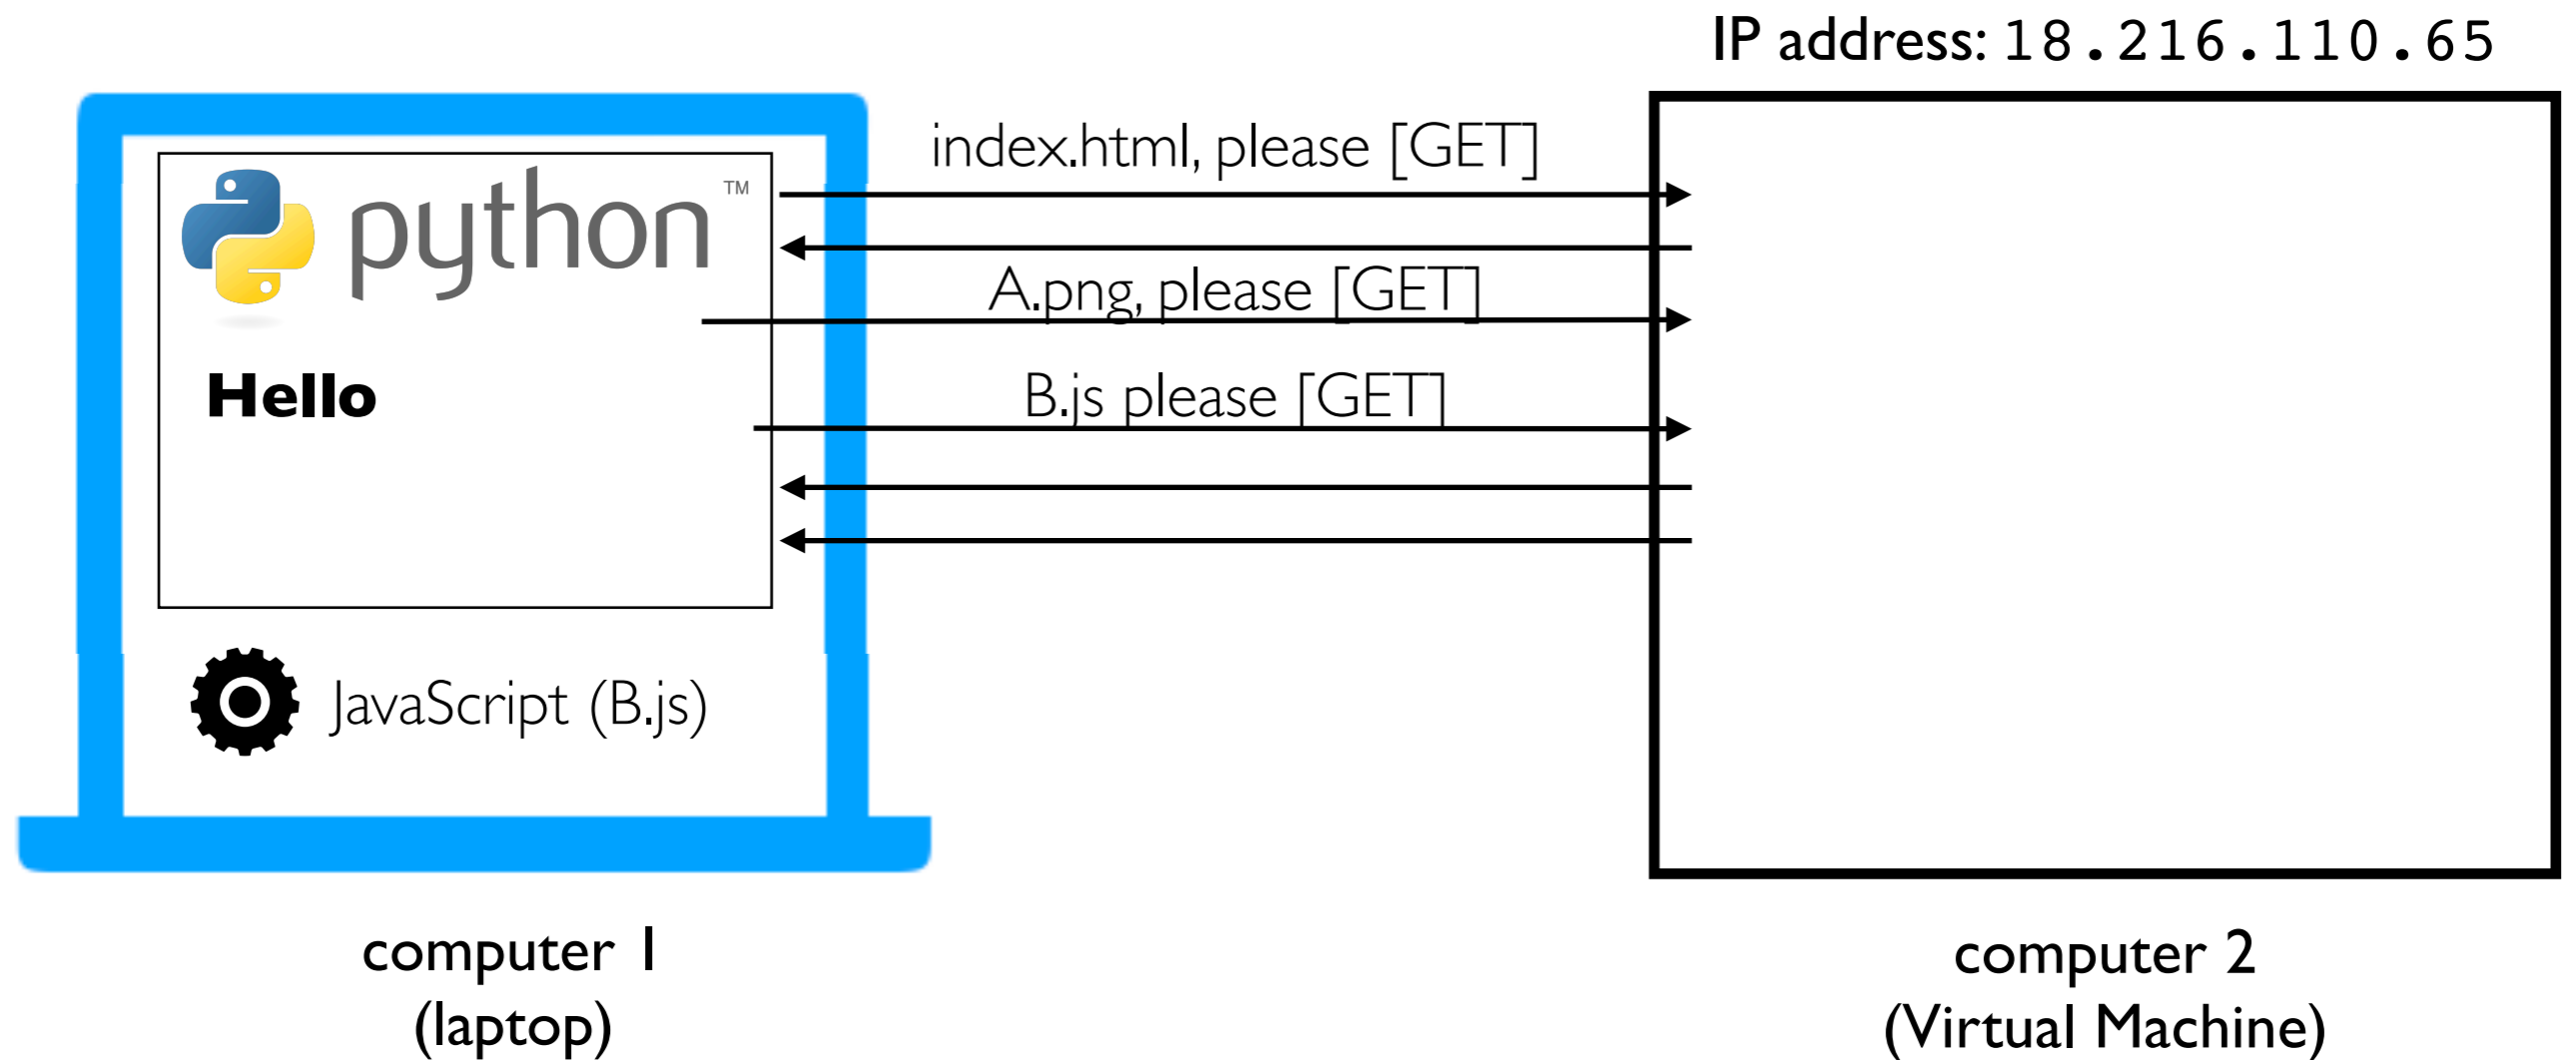 IP address: 18.216.110.65
index.html, please [GET]
python™
A.png, please [GET]
Hello
B.js please [GET]
JavaScript (B.js)
computer 1
(laptop)
computer 2
(Virtual Machine)